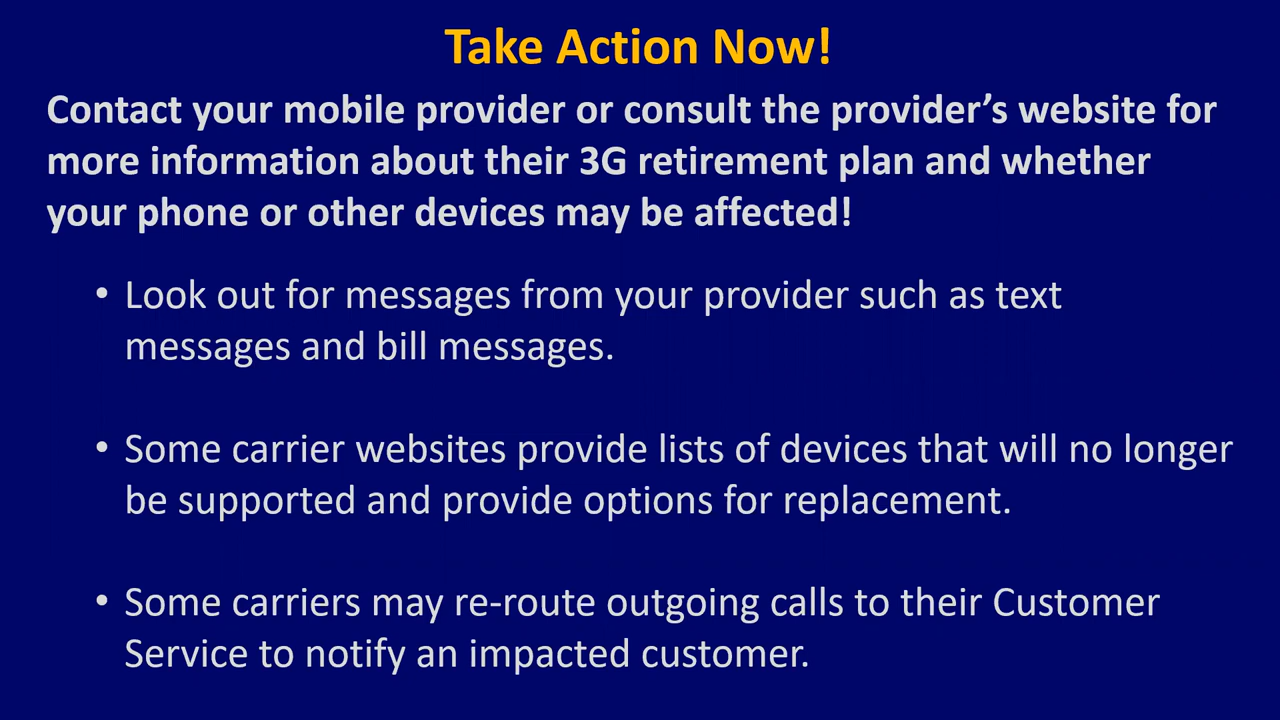 Take Action Now!
Contact your mobile provider or consult the provider’s website for
more information about their 3G retirement plan and whether
your phone or other devices may be affected!
• Look out for messages from your provider such as text
messages and bill messages.
• Some carrier websites provide lists of devices that will no longer
be supported and provide options for replacement.
• Some carriers may re-route outgoing calls to their Customer
Service to notify an impacted customer.